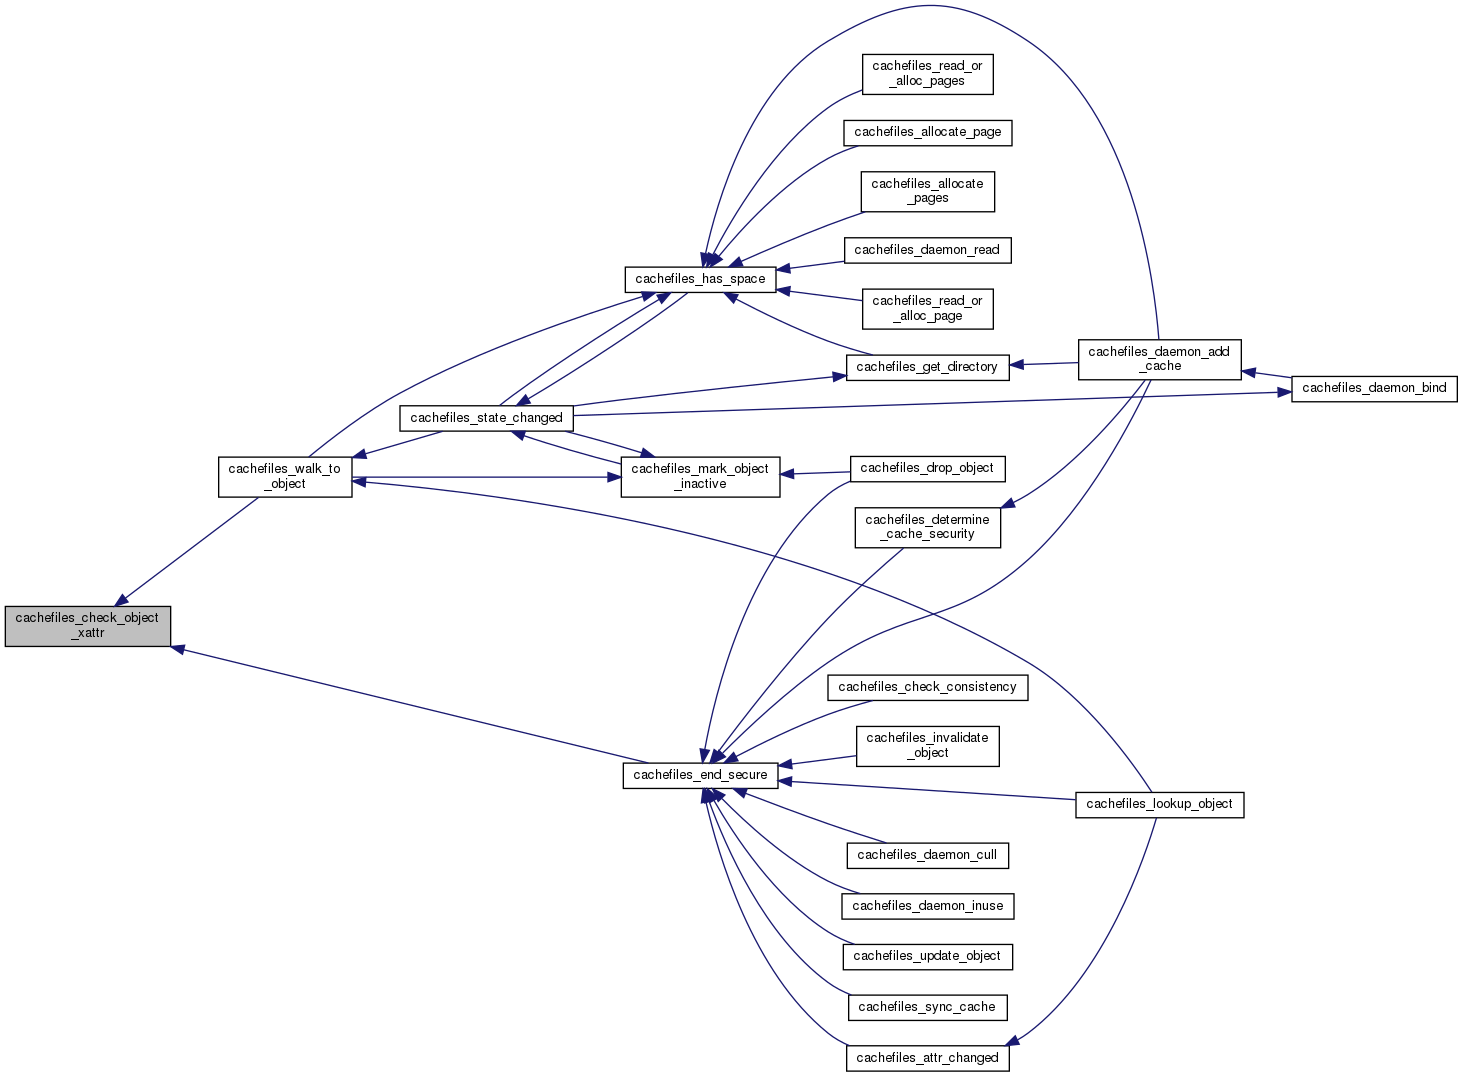 cachefiles_read_or
_alloc_pages
cachefiles_allocate_page
cachefiles_allocate
_pages
cachefiles_daemon_read
cachefiles_has_space
cachefiles_read_or
_alloc_page
cachefiles_daemon_add
_cache
cachefiles_get_directory
cachefiles_daemon_bind
cachefiles_state_changed
cachefiles_walk_to
_object
cachefiles_mark_object
_inactive
cachefiles_drop_object
cachefiles_determine
_cache_security
cachefiles_check_object
_xattr
cachefiles_check_consistency
cachefiles_invalidate
_object
cachefiles_end_secure
cachefiles_lookup_object
cachefiles_daemon_cull
cachefiles_daemon_inuse
cachefiles_update_object
cachefiles_sync_cache
cachefiles_attr_changed